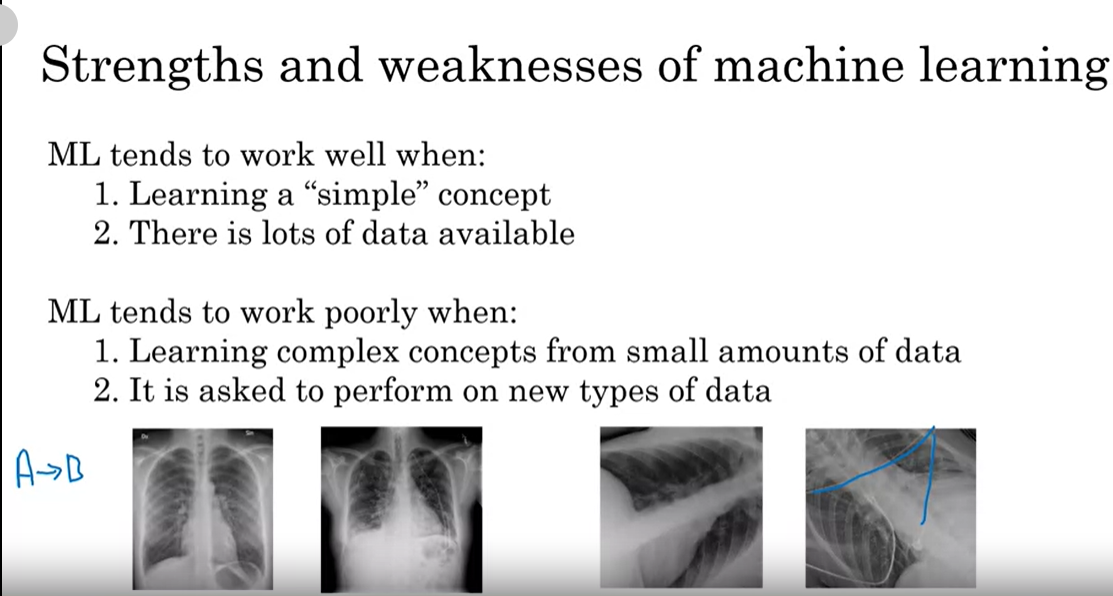 Strengths and weaknesses of machine learning
ML tends to work well when:
1. Learning a “simple” concept
2. There is lots of data available
ML tends to work poorly when:
1. Learning complex concepts from small amounts of data
2. It is asked to perform on new types of data
A→B